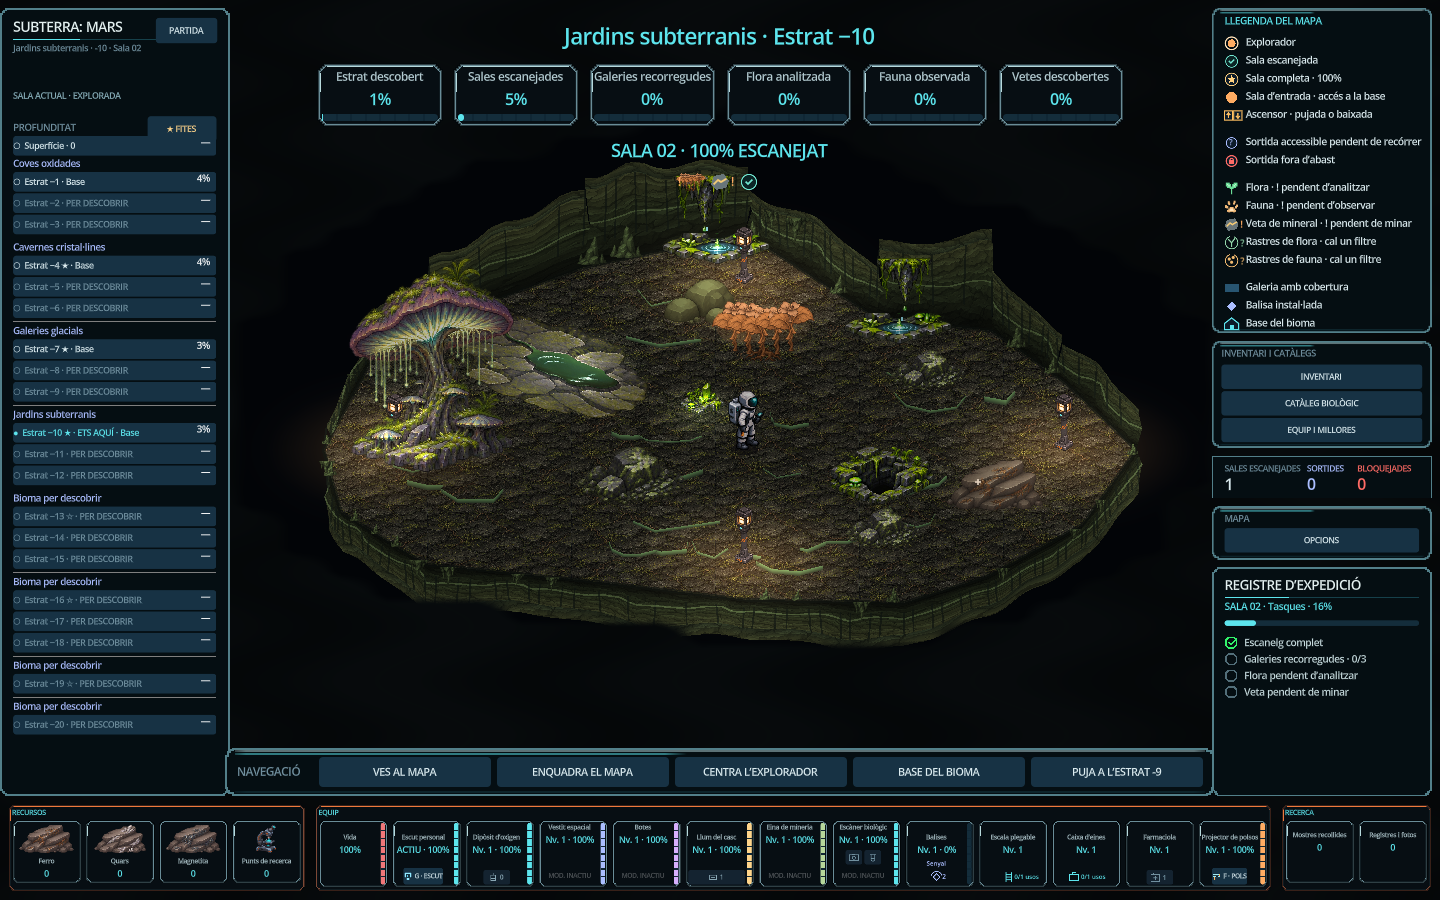 SUBTERRA: MARS
PARTIDA
Jardins subterranis · -10 · Sala 02
SALA ACTUAL · EXPLORADA
PROFUNDITAT
★ FITES
Superfície · 0 —
Coves oxidades
Estrat −1 · Base 4%
Estrat −2 · PER DESCOBRIR —
Estrat −3 · PER DESCOBRIR —
Cavernes cristal·lines
Estrat −4 ★ · Base 4%
Estrat −5 · PER DESCOBRIR —
Estrat −6 · PER DESCOBRIR —
Galeries glacials
Estrat −7 ★ · Base 3%
Estrat −8 · PER DESCOBRIR —
Estrat −9 · PER DESCOBRIR —
Jardins subterranis
Estrat −10 ★ · ETS AQUÍ · Base 3%
Estrat −11 · PER DESCOBRIR —
Estrat −12 · PER DESCOBRIR —
Bioma per descobrir
Estrat −13 ☆ · PER DESCOBRIR —
Estrat −14 · PER DESCOBRIR —
Estrat −15 · PER DESCOBRIR —
Bioma per descobrir
Estrat −16 ☆ · PER DESCOBRIR —
Estrat −17 · PER DESCOBRIR —
Estrat −18 · PER DESCOBRIR —
Bioma per descobrir
Estrat −19 ☆ · PER DESCOBRIR —
Bioma per descobrir
Estrat −20 · PER DESCOBRIR —
Jardins subterranis · Estrat −10
Estrat descobert
1%
Sales escanejades
5%
Galeries recorregudes
0%
Flora analitzada
0%
Fauna observada
0%
Vetes descobertes
0%
SALA 02 · 100% ESCANEJAT
!
NAVEGACIÓ
VES AL MAPA
ENQUADRA EL MAPA
CENTRA L'EXPLORADOR
BASE DEL BIOMA
PUJA A L'ESTRAT -9
LLEGENDA DEL MAPA
Explorador
Sala escanejada
Sala completa · 100%
Sala d'entrada · accés a la base
Ascensor · pujada o baixada
Sortida accessible pendent de recórrer
Sortida fora d'abast
Flora · ! pendent d'analitzar
Fauna · ! pendent d'observar
! Veta de mineral · ! pendent de minar
? Rastres de flora · cal un filtre
? Rastres de fauna · cal un filtre
Galeria amb cobertura
Balisa instal·lada
Base del bioma
INVENTARI I CATÀLEGS
INVENTARI
CATÀLEG BIOLÒGIC
EQUIP I MILLORES
SALES ESCANEJADES SORTIDES BLOQUEJADES
1 0 0
MAPA
OPCIONS
REGISTRE D'EXPEDICIÓ
SALA 02 · Tasques · 16%
Escaneig complet
Galeries recorregudes · 0/3
Flora pendent d'analitzar
Veta pendent de minar
RECURSOS
Ferro
0
Quars
0
Magnetita
0
Punts de recerca
0
EQUIP
Vida
100%
Escut personal
ACTIU · 100%
G · ESCUT
Dipòsit d'oxigen
Nv. 1 · 100%
0
Vestit espacial
Nv. 1 · 100%
MOD. INACTIU
Botes
Nv. 1 · 100%
MOD. INACTIU
Llum del casc
Nv. 1 · 100%
1
Eina de mineria
Nv. 1 · 100%
MOD. INACTIU
Escàner biològic
Nv. 1 · 100%
MOD. INACTIU
Balises
Nv. 1 · 0%
Senyal
2
Escala plegable
Nv. 1
0/1 usos
Caixa d'eines
Nv. 1
0/1 usos
Farmaciola
Nv. 1
1
Projector de polsos
Nv. 1 · 100%
F · POLS
RECERCA
Mostres recollides
0
Registres i fotos
0